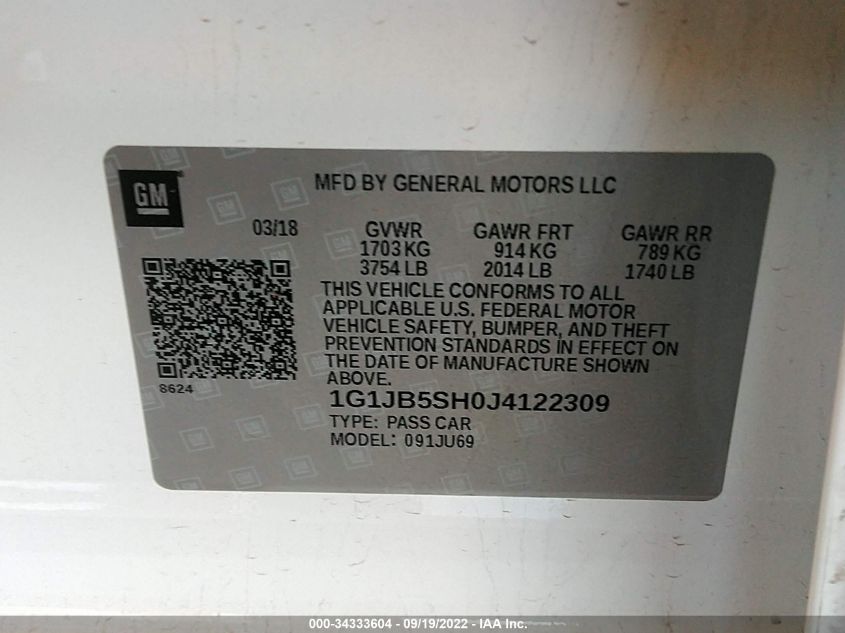 GM
MFD BY GENERAL MOTORS LLC
03/18 GVWR GAWR FRT GAWR RR
1703 KG 914 KG 789 KG
3754 LB 2014 LB 1740 LB
THIS VEHICLE CONFORMS TO ALL
APPLICABLE U.S. FEDERAL MOTOR
VEHICLE SAFETY, BUMPER, AND THEFT
PREVENTION STANDARDS IN EFFECT ON
THE DATE OF MANUFACTURE SHOWN
ABOVE.
8624
1G1JB5SH0J4122309
TYPE: PASS CAR
MODEL: 091JU69
000-34333604 - 09/19/2022 - IAA Inc.